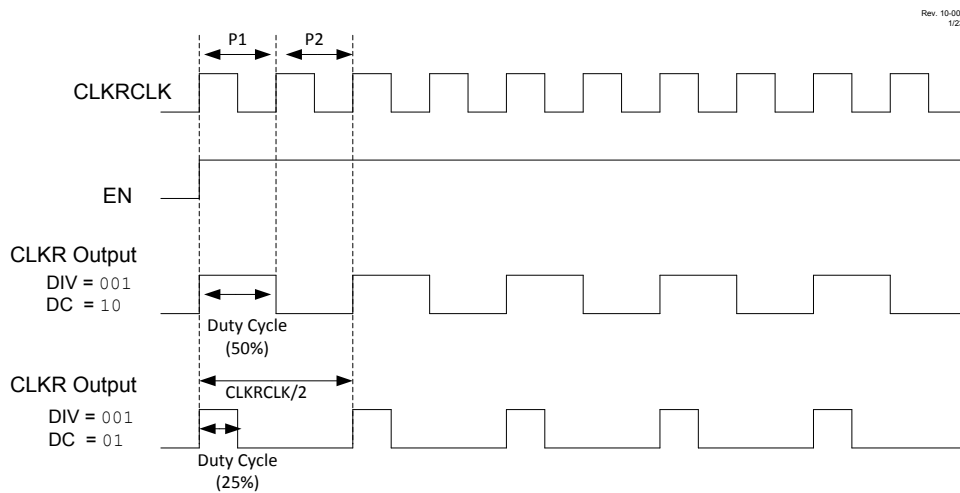 Rev. 10-00
1/23
P1
P2
CLKRCLK
EN
CLKR Output
DIV = 001
DC = 10
Duty Cycle
(50%)
CLKR Output
CLKRCLK/2
DIV = 001
DC = 01
Duty Cycle
(25%)